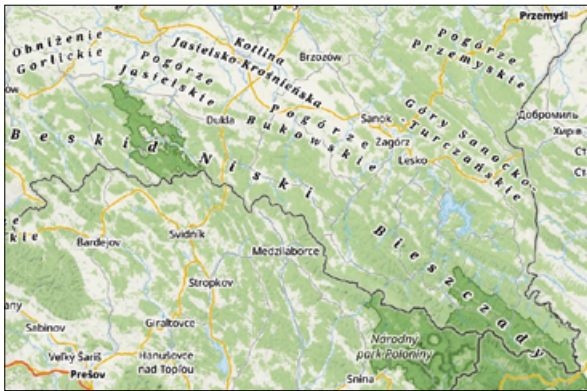 Przemyśl
Obniżenie
Gorlickie
Kotlina
Jasielsko-Krośnieńska
Pogórze
Jasielskie
Brzozów
Pogórze
Przemyskie
Pogórze
Bukowskie
Góry Sanocko-
Turczańskie
Добромиль
Хирів
Dukla
Sanok
Zagórz
Lesko
Beskid Niski
Bieszczady
Bardejov
Svidník
Medzilaborce
Stropkov
Giraltovce
Sabinov
Veľký Šariš
Prešov
Hanušovce
nad Topľou
Národný
park Poloniny
Snina